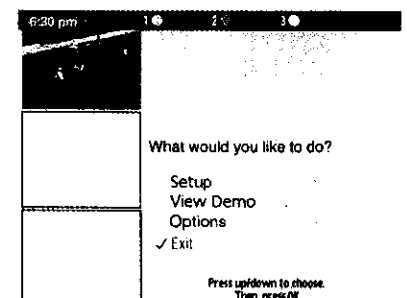 6:30 pm 1 2 3
What would you like to do?
Setup
View Demo
Options
✓ Exit
Press up/down to choose.
Then, press OK